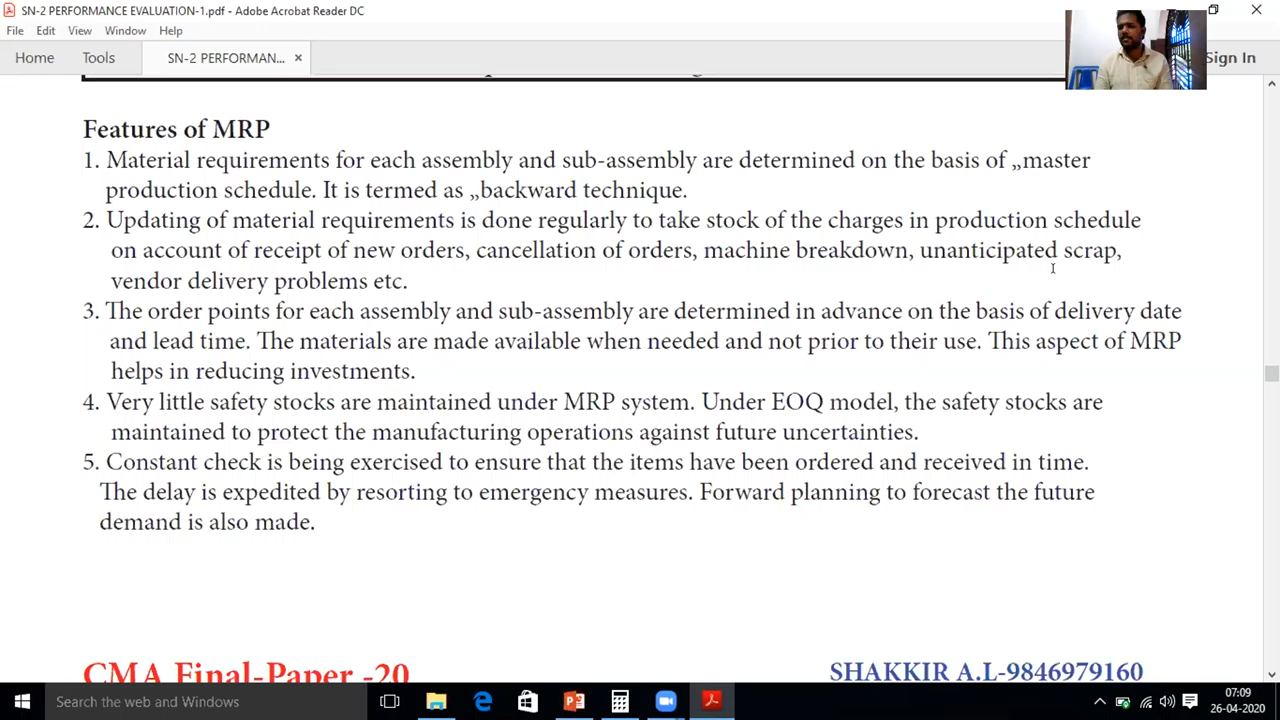 SN-2 PERFORMANCE EVALUATION-1.pdf - Adobe Acrobat Reader DC
File Edit View Window Help
Home Tools SN-2 PERFORMAN... × Sign In
Features of MRP
1. Material requirements for each assembly and sub-assembly are determined on the basis of „master
production schedule. It is termed as „backward technique.
2. Updating of material requirements is done regularly to take stock of the charges in production schedule
on account of receipt of new orders, cancellation of orders, machine breakdown, unanticipated scrap,
vendor delivery problems etc.
3. The order points for each assembly and sub-assembly are determined in advance on the basis of delivery date
and lead time. The materials are made available when needed and not prior to their use. This aspect of MRP
helps in reducing investments.
4. Very little safety stocks are maintained under MRP system. Under EOQ model, the safety stocks are
maintained to protect the manufacturing operations against future uncertainties.
5. Constant check is being exercised to ensure that the items have been ordered and received in time.
The delay is expedited by resorting to emergency measures. Forward planning to forecast the future
demand is also made.
CMA Final-Paper -20 SHAKKIR A.L-9846979160
Search the web and Windows
07:09
26-04-2020